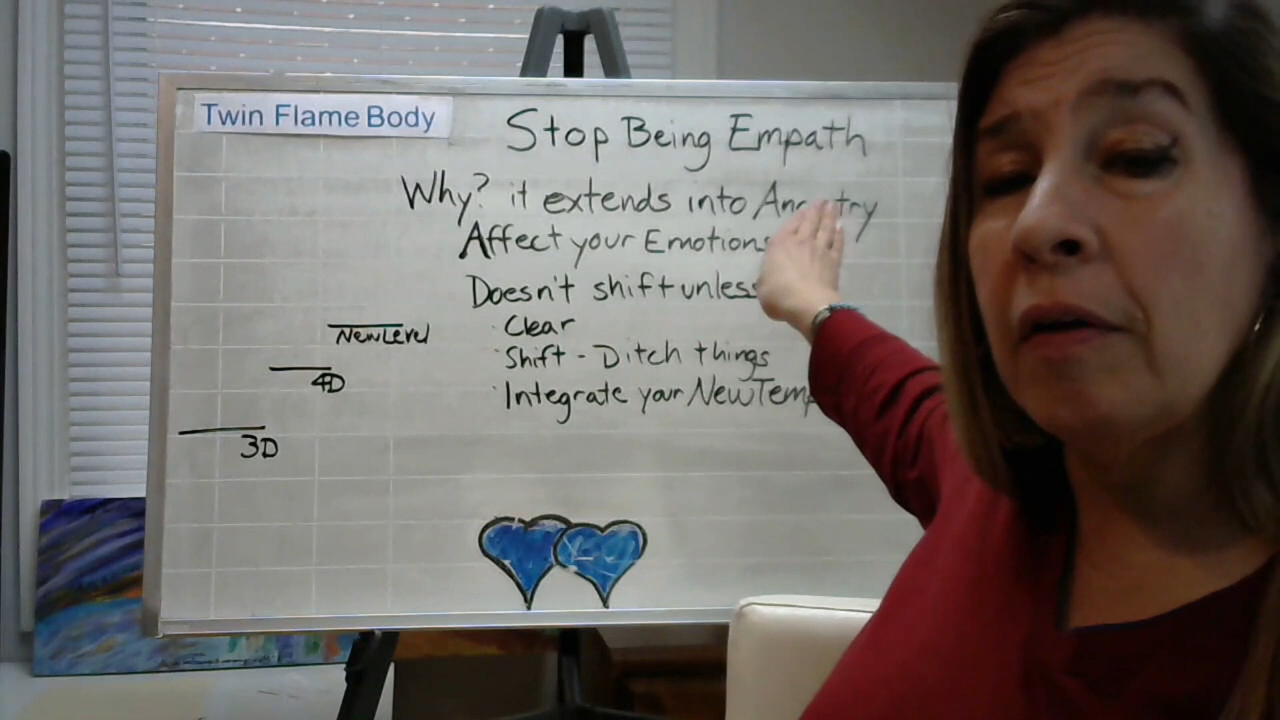 Twin Flame Body
Stop Being Empath
Why? it extends into
Affect your Emotions
Doesn't shift unless
· Clear
· Shift - Ditch things
· Integrate your New
New Level
4D
3D